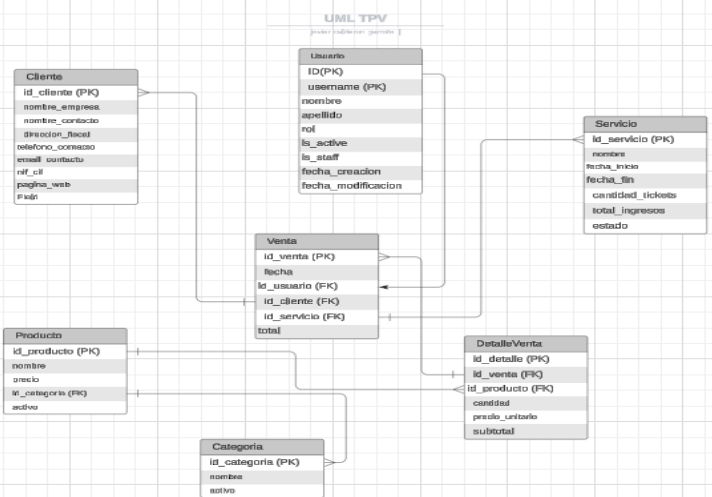 UML TPV
Usuario
ID(PK)
username (PK)
nombre
apellido
rol
is_active
is_staff
fecha_creacion
fecha_modificacion
Cliente
id_cliente (PK)
nombre_empresa
nombre_contacto
direccion_fiscal
telefono_contacto
email_contacto
nif_cif
pagina_web
Servicio
id_servicio (PK)
nombre
fecha_inicio
fecha_fin
cantidad_tickets
total_ingresos
estado
Venta
id_venta (PK)
fecha
id_usuario (FK)
id_cliente (FK)
id_servicio (FK)
total
Producto
id_producto (PK)
nombre
precio
id_categoria (FK)
activo
DetalleVenta
id_detalle (PK)
id_venta (FK)
id_producto (FK)
cantidad
precio_unitario
subtotal
Categoria
id_categoria (PK)
nombre
activo